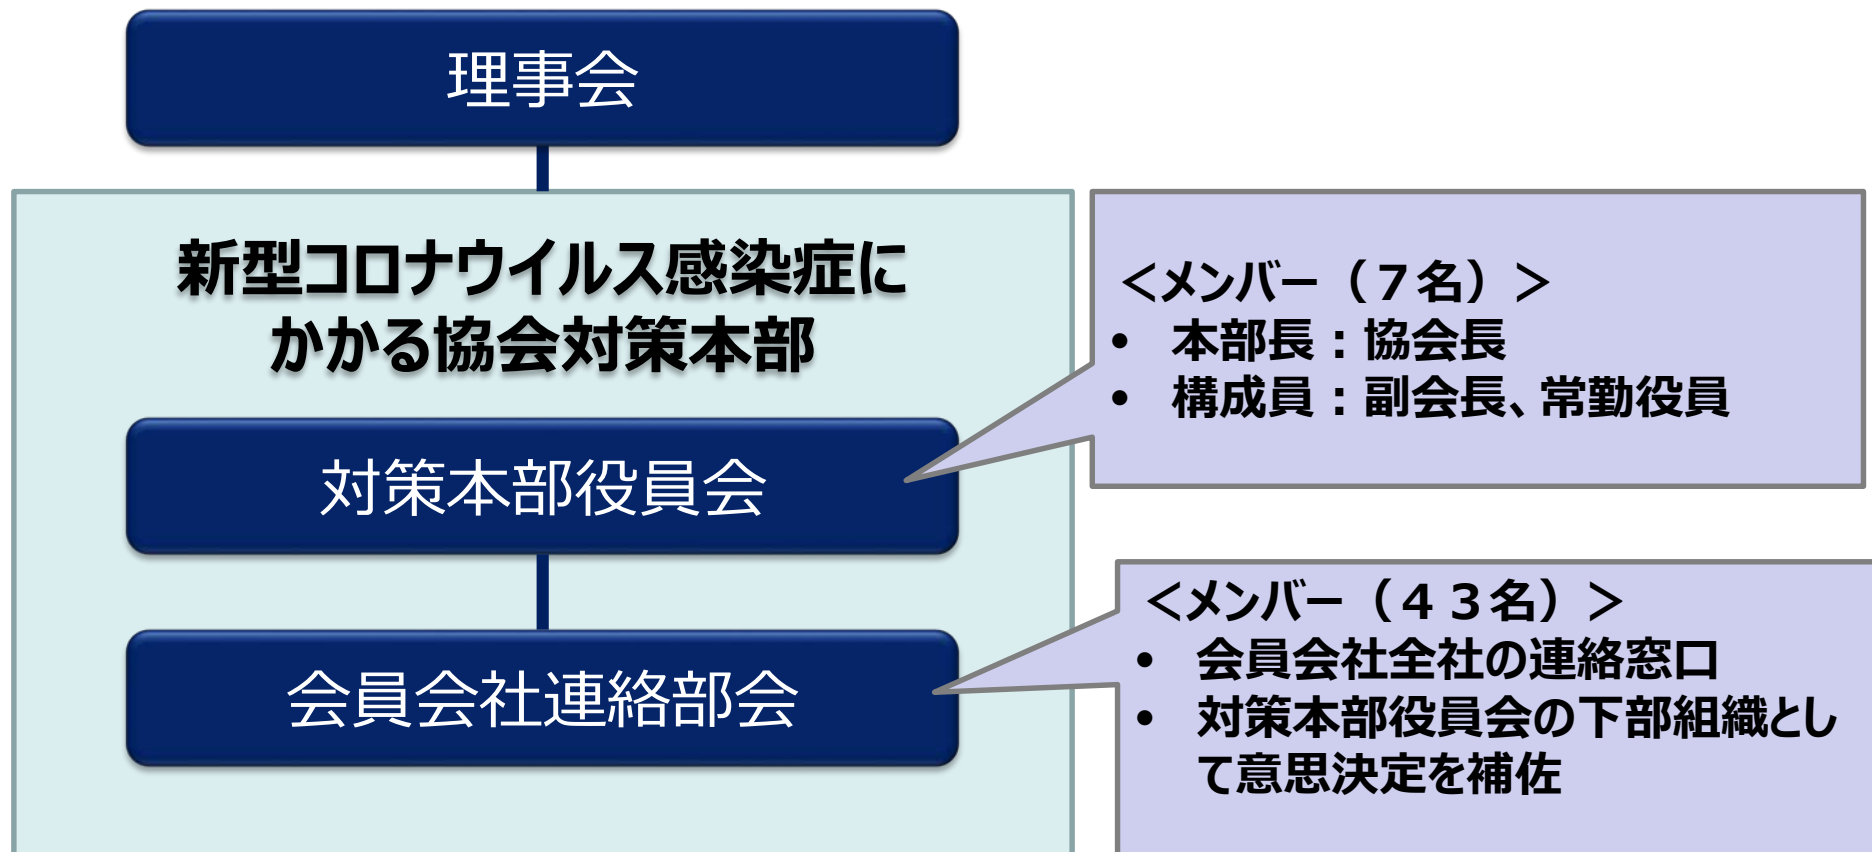 理事会
新型コロナウイルス感染症に
かかる協会対策本部
対策本部役員会
会員会社連絡部会
＜メンバー（７名）＞
• 本部長：協会長
• 構成員：副会長、常勤役員
＜メンバー（４３名）＞
• 会員会社全社の連絡窓口
• 対策本部役員会の下部組織とし
て意思決定を補佐